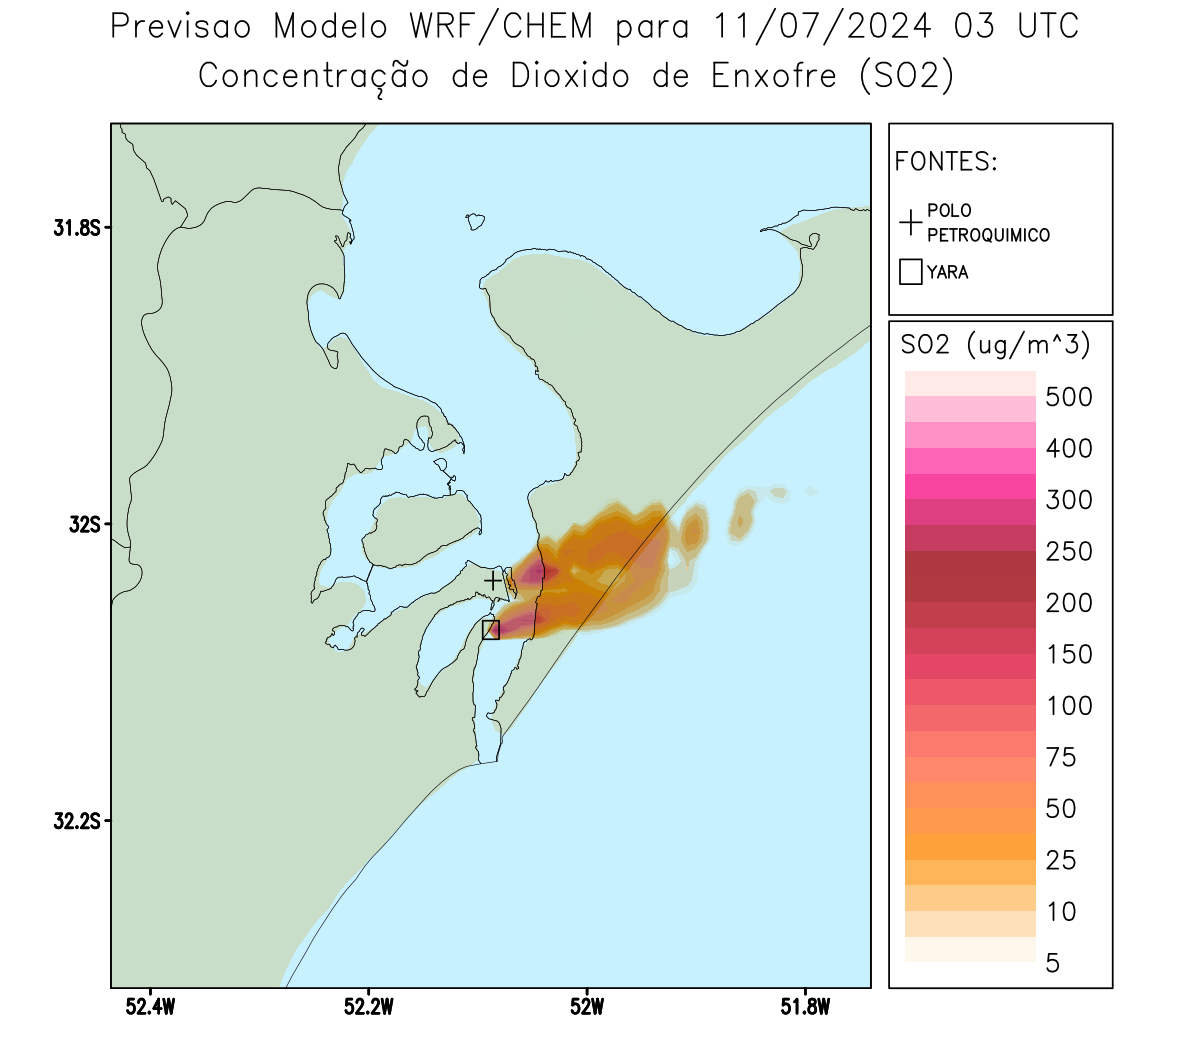 Previsao Modelo WRF/CHEM para 11/07/2024 03 UTC
Concentração de Dioxido de Enxofre (SO2)
FONTES:
POLO
PETROQUIMICO
YARA
31.8S
32S
32.2S
52.4W
52.2W
52W
51.8W
SO2 (ug/m^3)
500
400
300
250
200
150
100
75
50
25
10
5